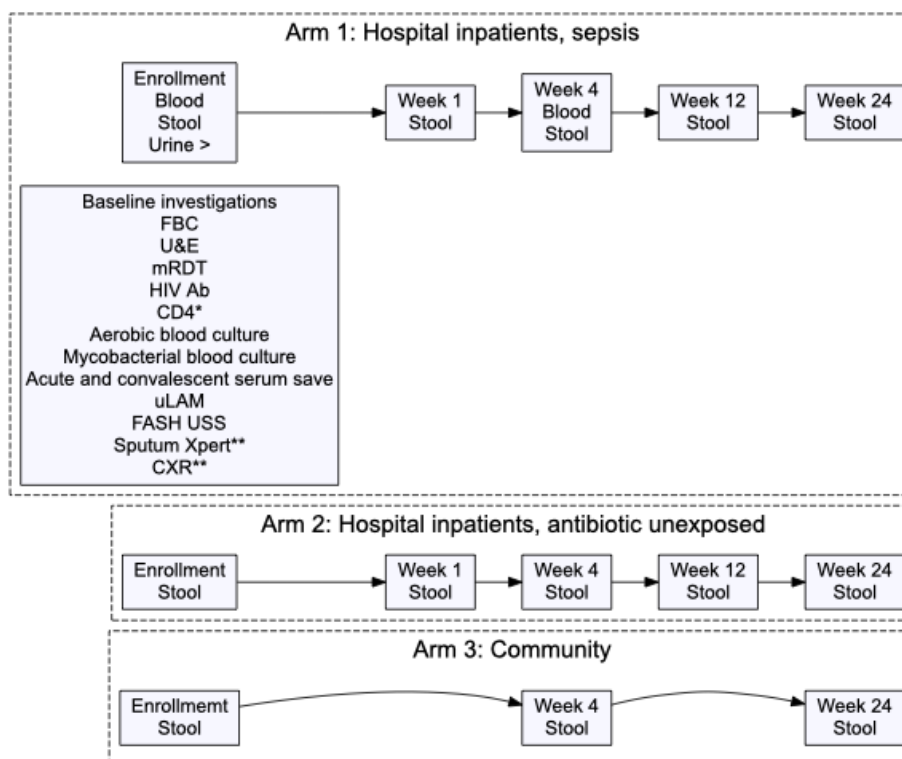 Arm 1: Hospital inpatients, sepsis
Enrollment
Blood
Stool
Urine >
Week 1
Stool
Week 4
Blood
Stool
Week 12
Stool
Week 24
Stool
Baseline investigations
FBC
U&E
mRDT
HIV Ab
CD4*
Aerobic blood culture
Mycobacterial blood culture
Acute and convalescent serum save
uLAM
FASH USS
Sputum Xpert**
CXR**
Arm 2: Hospital inpatients, antibiotic unexposed
Enrollment
Stool
Week 1
Stool
Week 4
Stool
Week 12
Stool
Week 24
Stool
Arm 3: Community
Enrollmemt
Stool
Week 4
Stool
Week 24
Stool